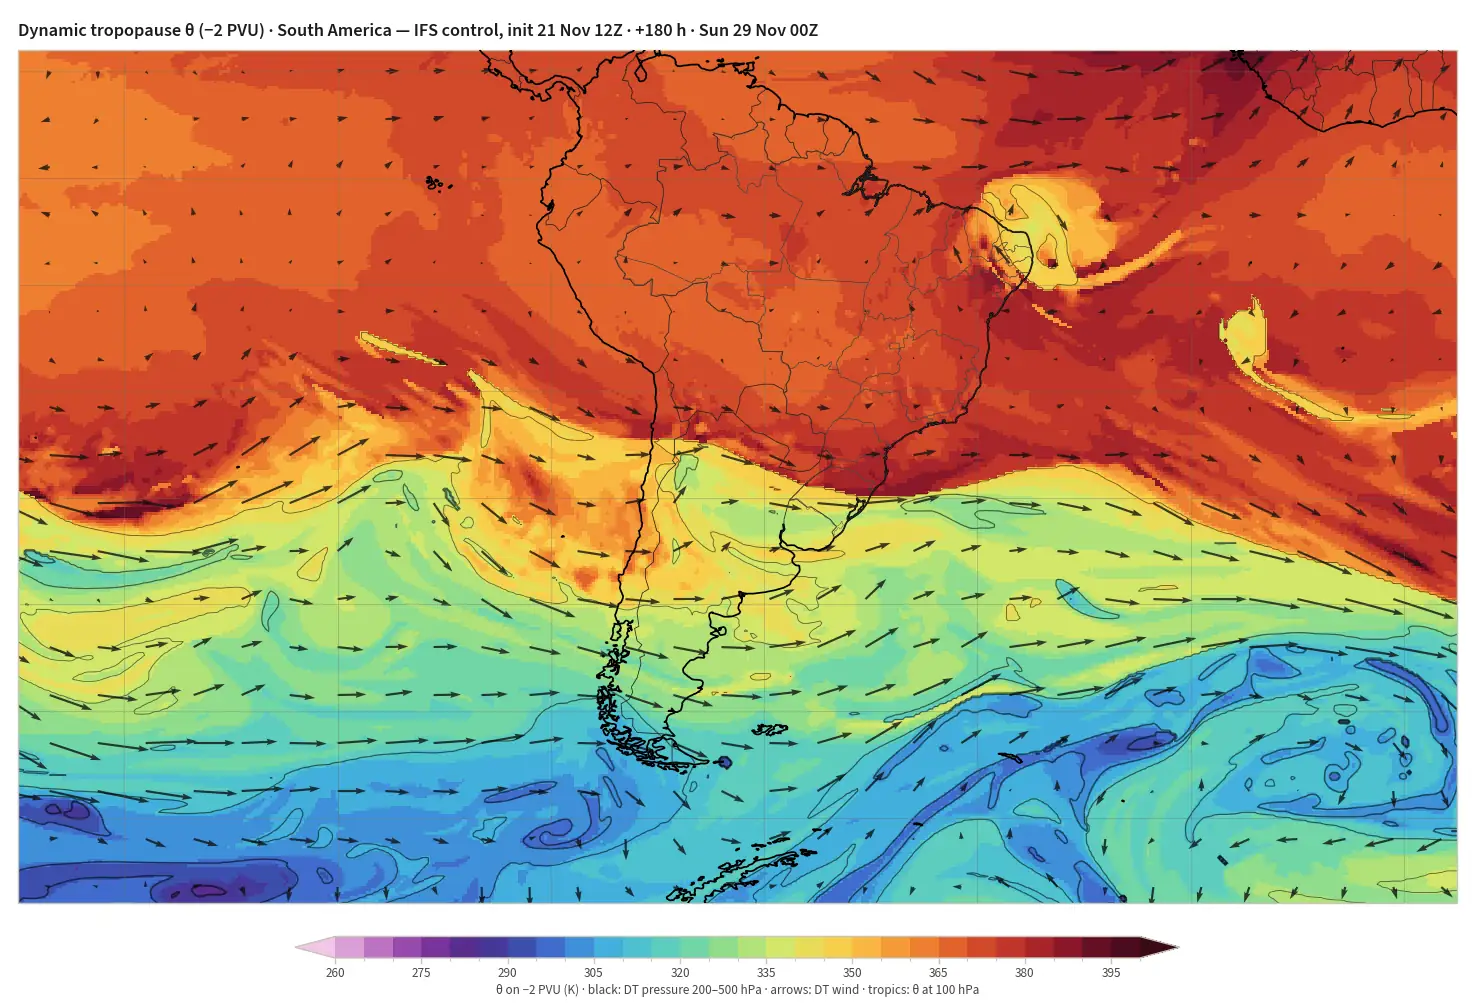 Dynamic tropopause θ (−2 PVU) · South America — IFS control, init 21 Nov 12Z · +180 h · Sun 29 Nov 00Z
260 275 290 305 320 335 350 365 380 395
θ on −2 PVU (K) · black: DT pressure 200–500 hPa · arrows: DT wind · tropics: θ at 100 hPa